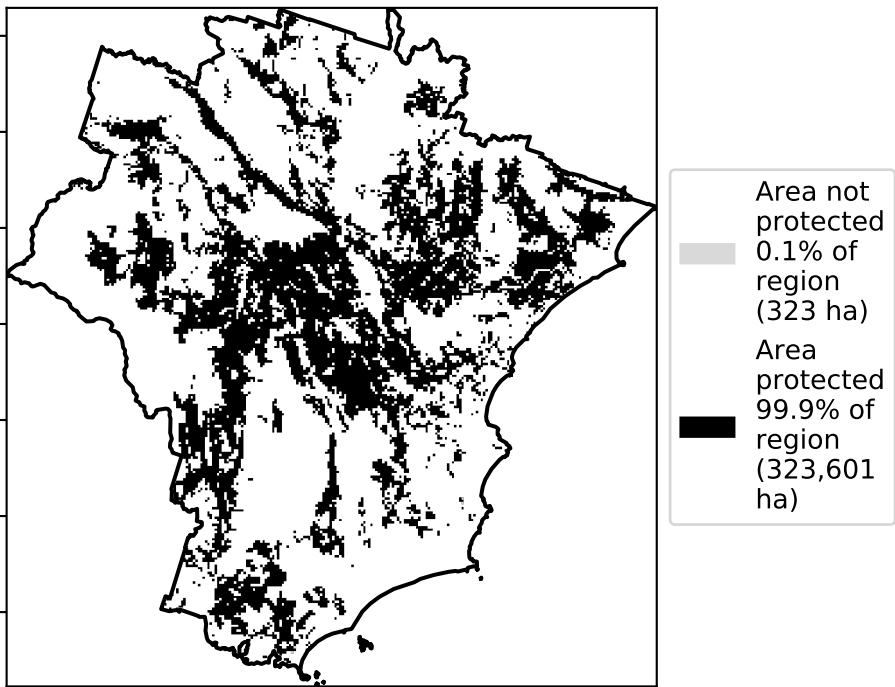 Area not
protected
0.1% of
region
(323 ha)
Area
protected
99.9% of
region
(323,601
ha)